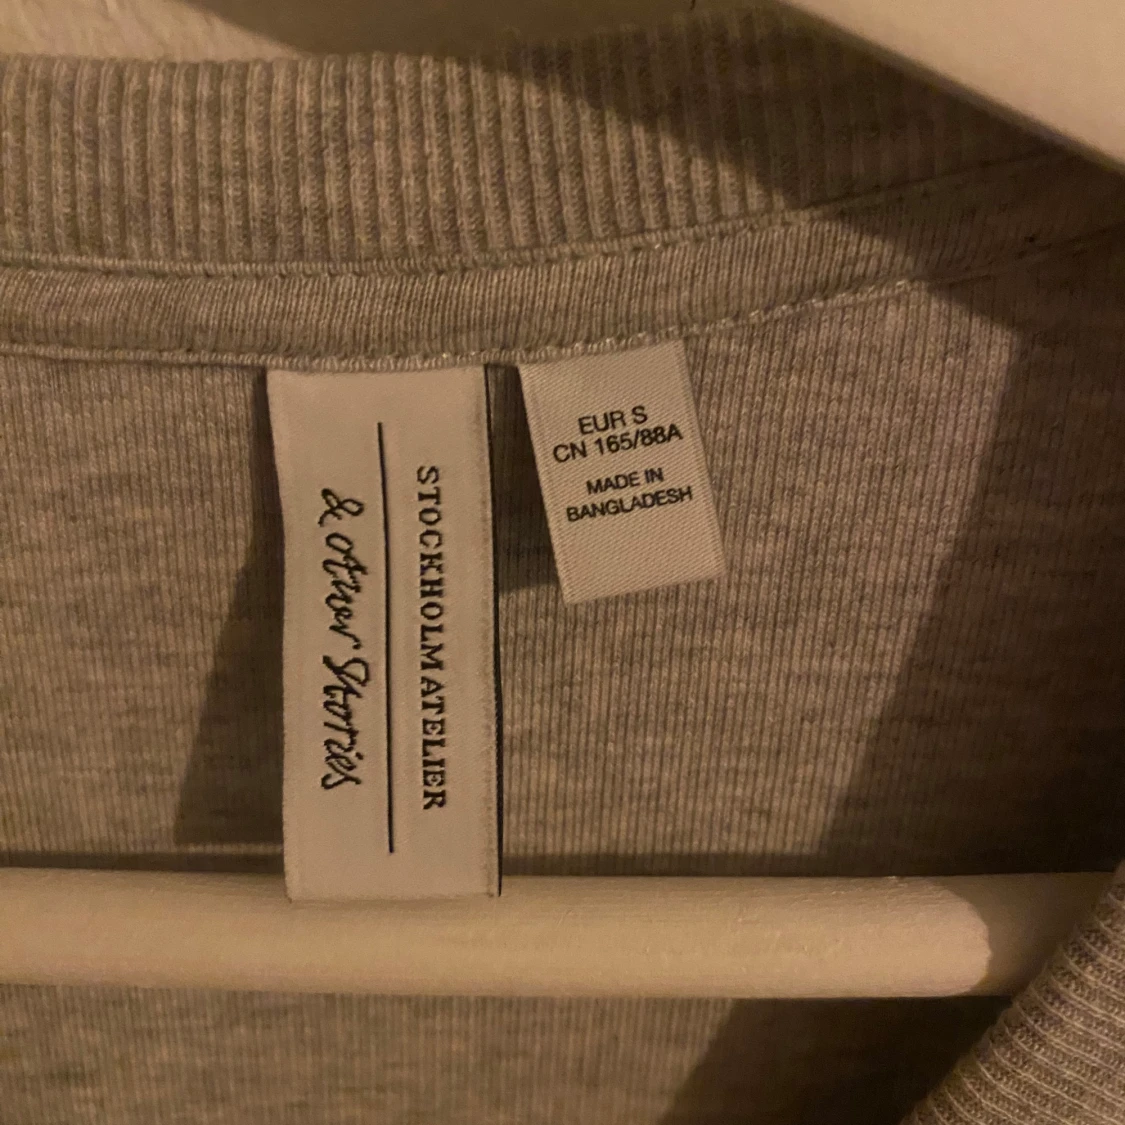 STOCKHOLM ATELIER
& other Stories
EUR S
CN 165/88A
MADE IN
BANGLADESH